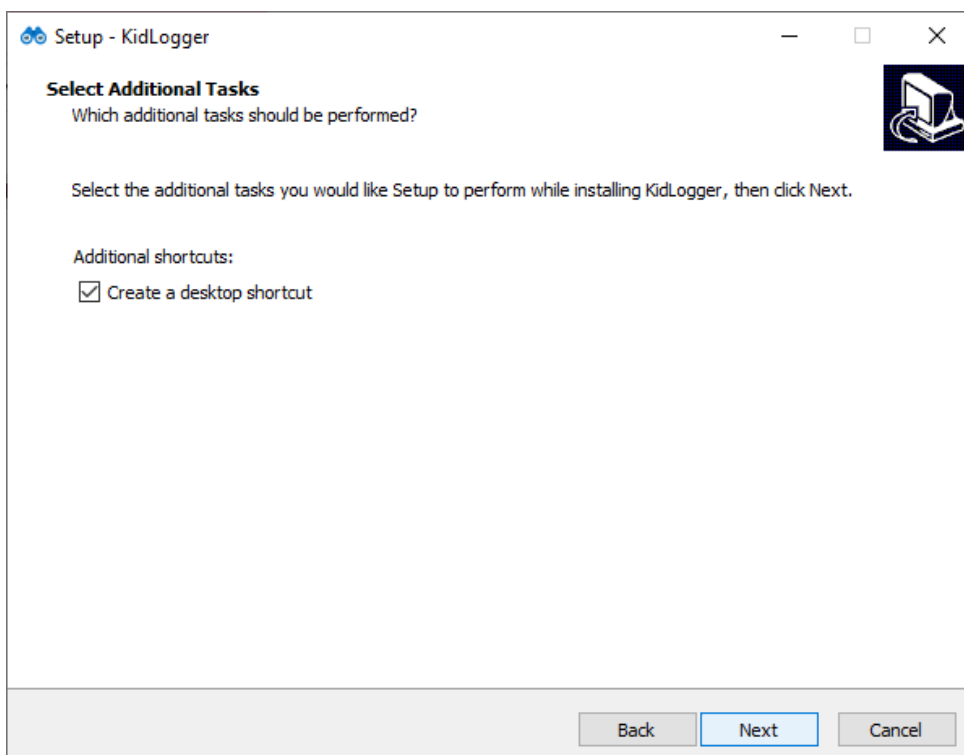 Setup - KidLogger
Select Additional Tasks
Which additional tasks should be performed?
Select the additional tasks you would like Setup to perform while installing KidLogger, then click Next.
Additional shortcuts:
Create a desktop shortcut
Back
Next
Cancel